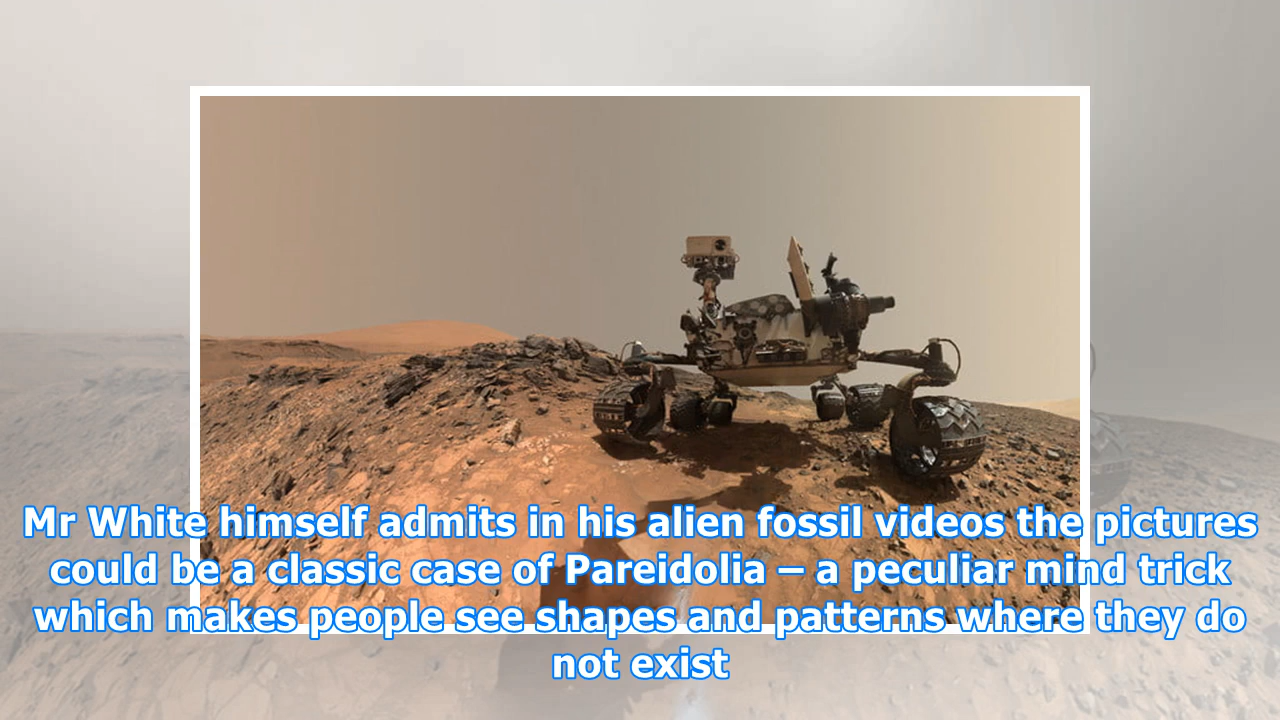 Mr White himself admits in his alien fossil videos the pictures
could be a classic case of Pareidolia – a peculiar mind trick
which makes people see shapes and patterns where they do
not exist